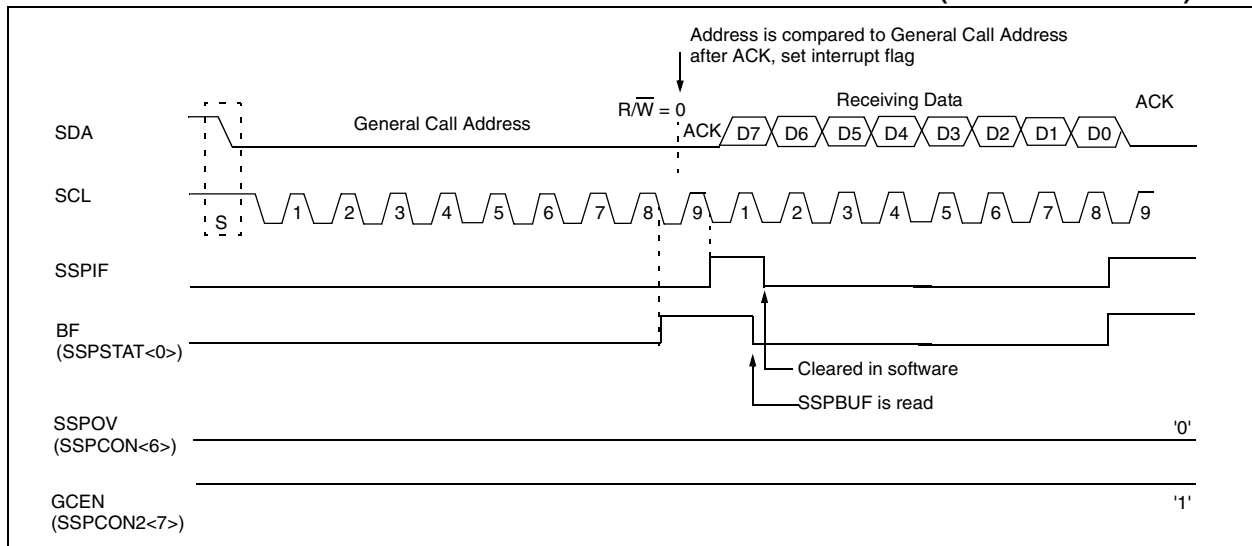 Address is compared to General Call Address
after ACK, set interrupt flag
R/W = 0
Receiving Data
ACK
SDA
General Call Address
ACK
D7 D6 D5 D4 D3 D2 D1 D0
SCL
S
1 2 3 4 5 6 7 8 9 1 2 3 4 5 6 7 8 9
SSPIF
BF
(SSPSTAT<0>)
Cleared in software
SSPBUF is read
SSPOV
(SSPCON<6>)
'0'
GCEN
(SSPCON2<7>)
'1'